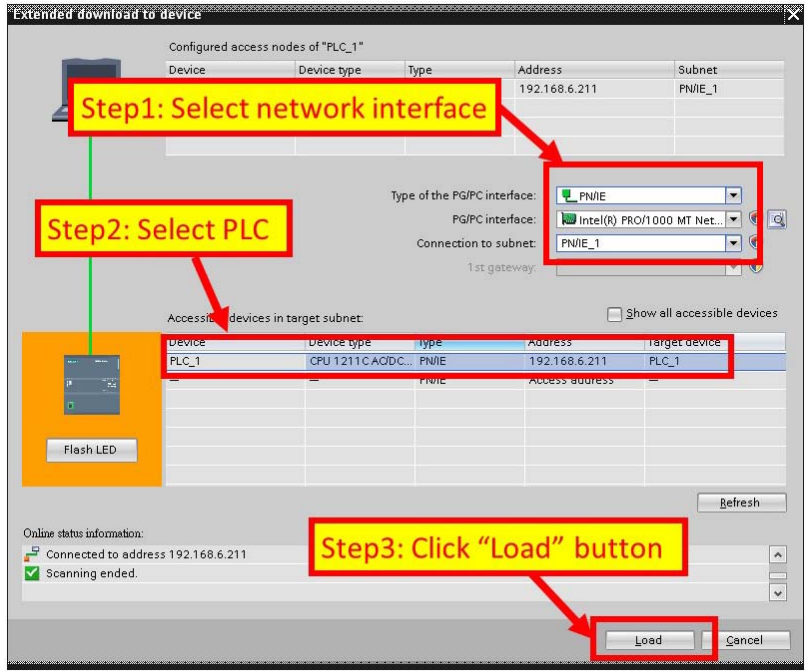 Extended download to device
Configured access nodes of "PLC_1"
Device Device type Type Address Subnet
192.168.6.211 PN/IE_1
Step1: Select network interface
Type of the PG/PC interface: PN/IE
PG/PC interface: Intel(R) PRO/1000 MT Net...
Step2: Select PLC
Connection to subnet: PN/IE_1
1st gateway:
Accessible devices in target subnet: Show all accessible devices
Device Device type Type Address Target device
PLC_1 CPU 1211C AC/DC... PN/IE 192.168.6.211 PLC_1
— — PN/IE Access address —
Flash LED
Refresh
Online status information:
Connected to address 192.168.6.211
Step3: Click “Load” button
Scanning ended.
Load Cancel